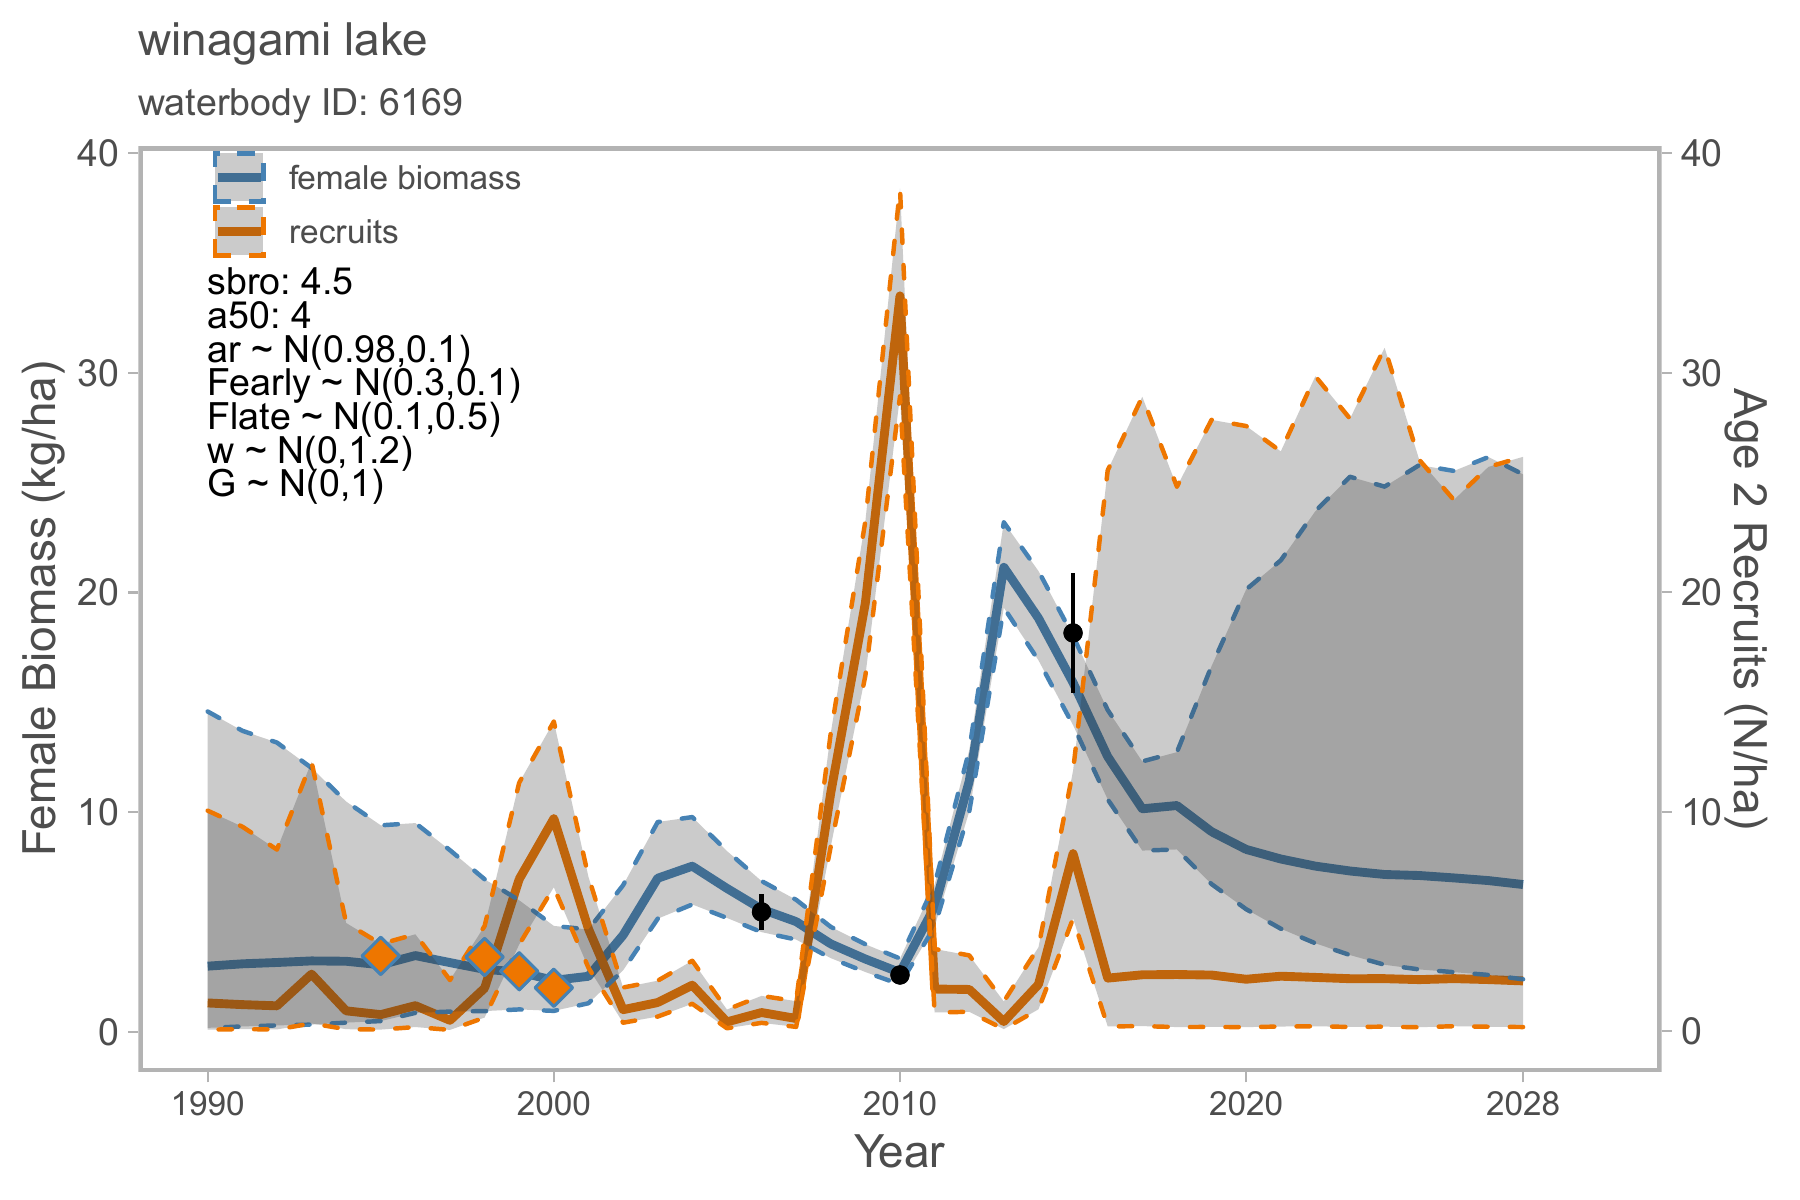 winagami lake
waterbody ID: 6169
female biomass
recruits
sbro: 4.5
a50: 4
ar ~ N(0.98,0.1)
Fearly ~ N(0.3,0.1)
Flate ~ N(0.1,0.5)
w ~ N(0,1.2)
G ~ N(0,1)
Female Biomass (kg/ha)
40
30
20
10
0
40
30
20
10
0
Age 2 Recruits (N/ha)
1990
2000
2010
2020
2028
Year